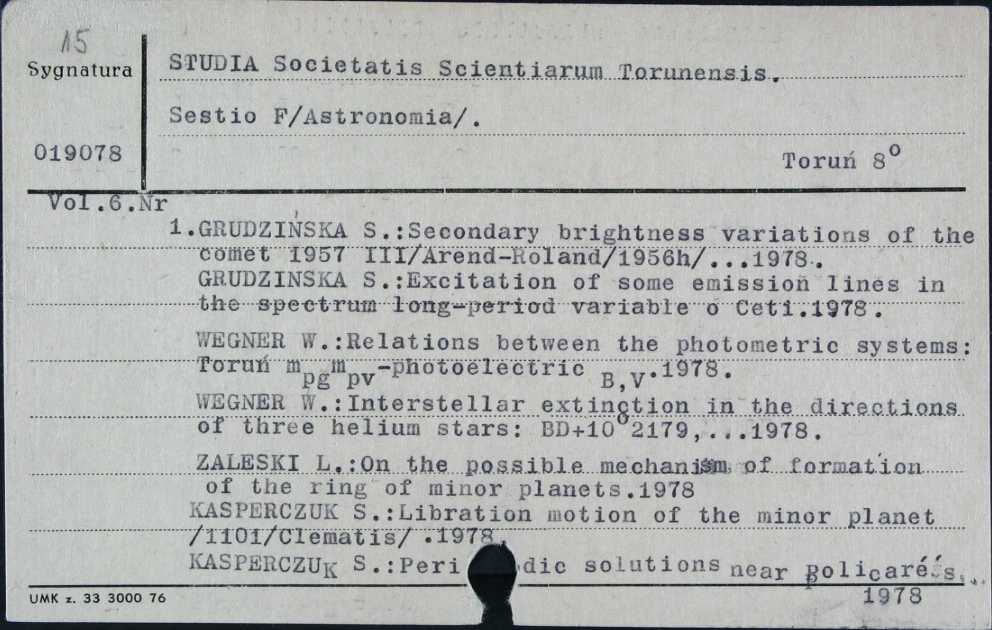 15
Sygnatura
019078
STUDIA Societatis Scientiarum Torunensis.
Sestio F/Astronomia/.
Toruń 8o
Vol.6.Nr
1.GRUDZIŃSKA S.:Secondary brightness variations of the
comet 1957 III/Arend-Roland/1956h/...1978.
GRUDZINSKA S.:Excitation of some emission lines in
the spectrum long-period variable o Ceti.1978.
WEGNER W.:Relations between the photometric systems:
Toruń mpgmpv-photoelectric B,V.1978.
WEGNER W.:Interstellar extinction in the directions
of three helium stars: BD+10o2179,...1978.
ZALESKI L.:On the possible mechanism of formation
of the ring of minor planets.1978
KASPERCZUK S.:Libration motion of the minor planet
/1101/Clematis/ .1978.
KASPERCZUK S.:Peri dic solutions near
1978
UMK z. 33 3000 76